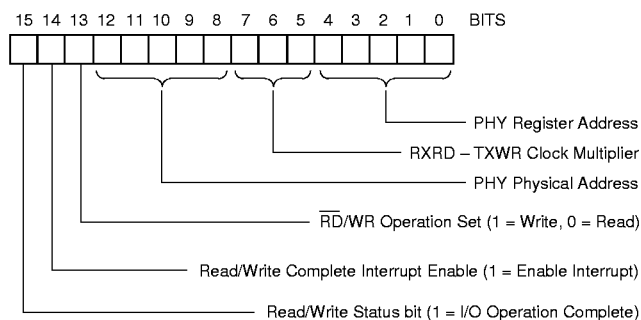 15 14 13 12 11 10 9 8 7 6 5 4 3 2 1 0 BITS
PHY Register Address
RXRD – TXWR Clock Multiplier
PHY Physical Address
R̅D̅/WR Operation Set (1 = Write, 0 = Read)
Read/Write Complete Interrupt Enable (1 = Enable Interrupt)
Read/Write Status bit (1 = I/O Operation Complete)